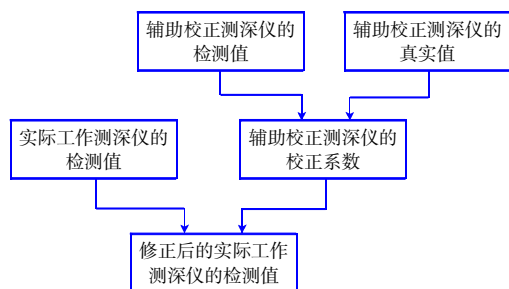 辅助校正测深仪的
检测值
辅助校正测深仪的
真实值
实际工作测深仪的
检测值
辅助校正测深仪的
校正系数
修正后的实际工作
测深仪的检测值